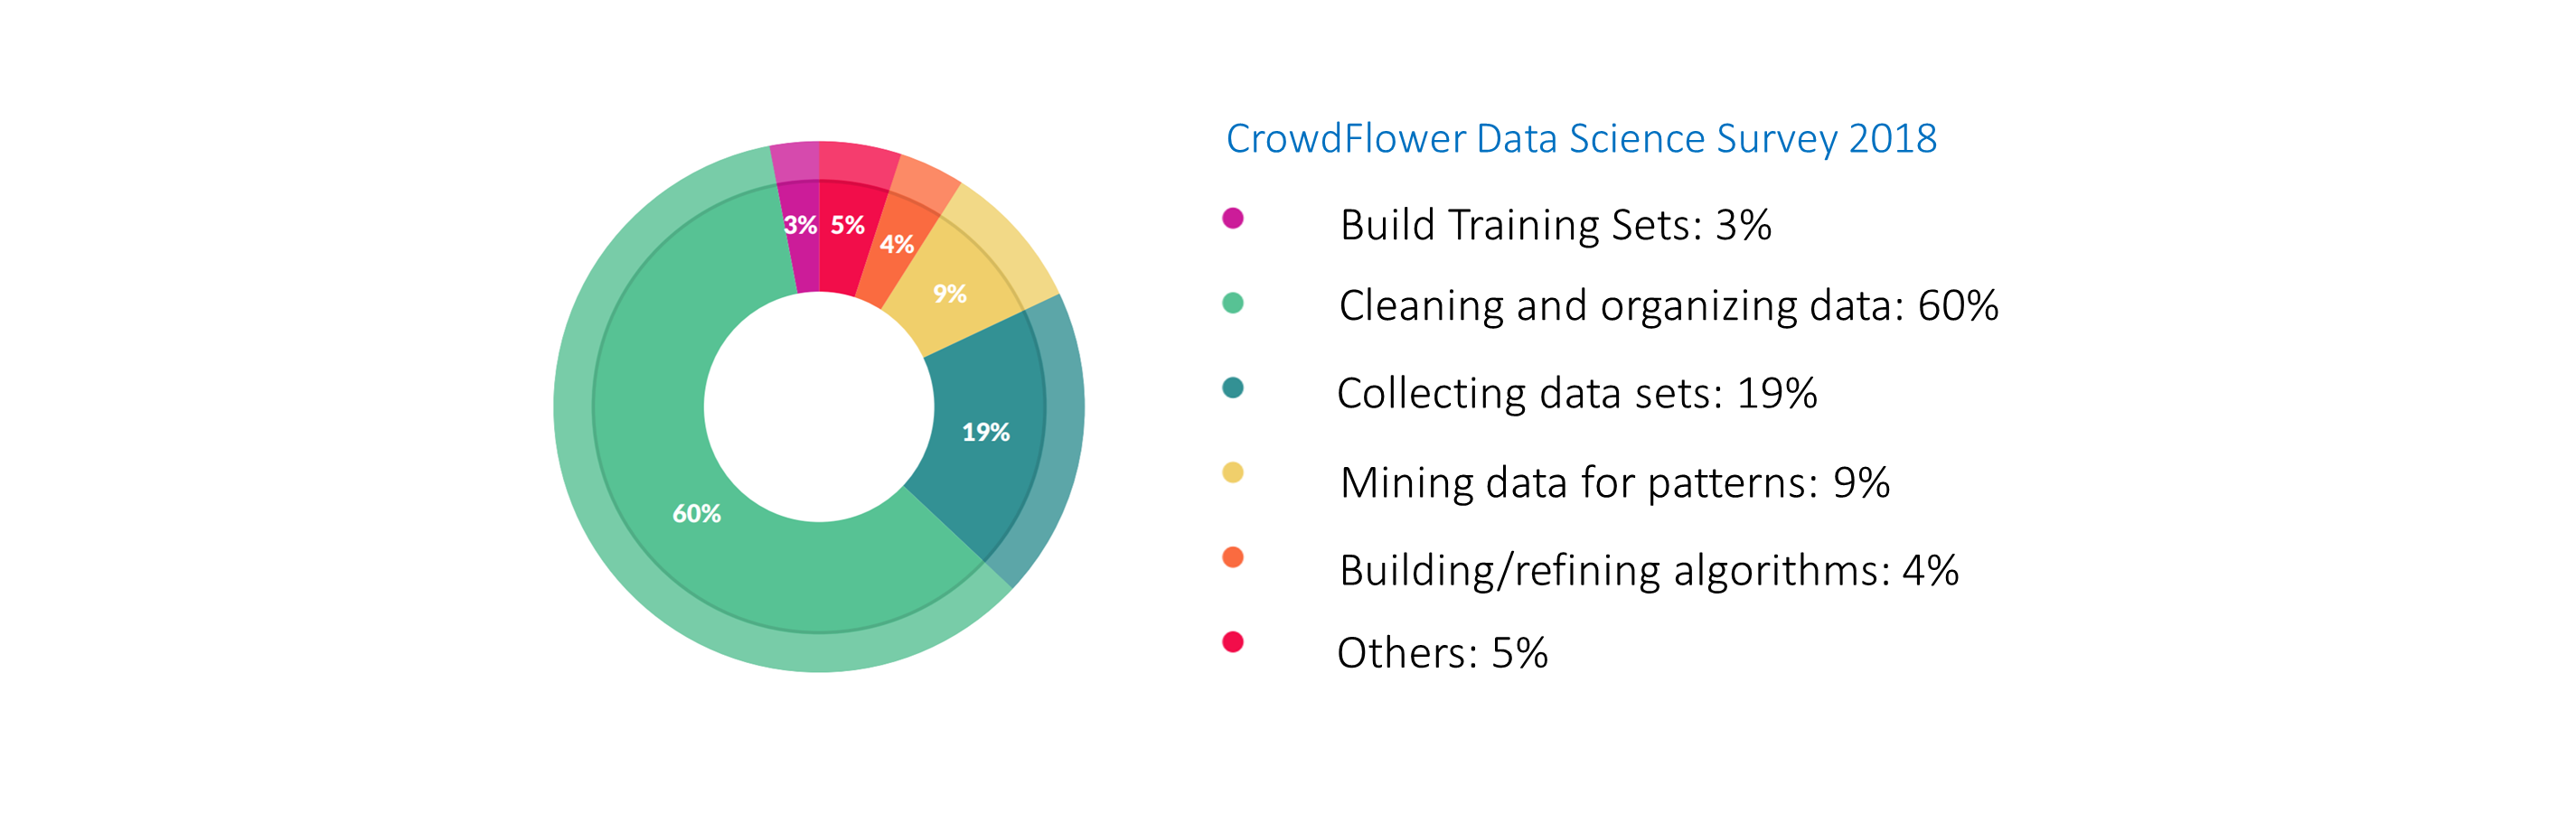 CrowdFlower Data Science Survey 2018
3%
5%
4%
9%
19%
60%
Build Training Sets: 3%
Cleaning and organizing data: 60%
Collecting data sets: 19%
Mining data for patterns: 9%
Building/refining algorithms: 4%
Others: 5%